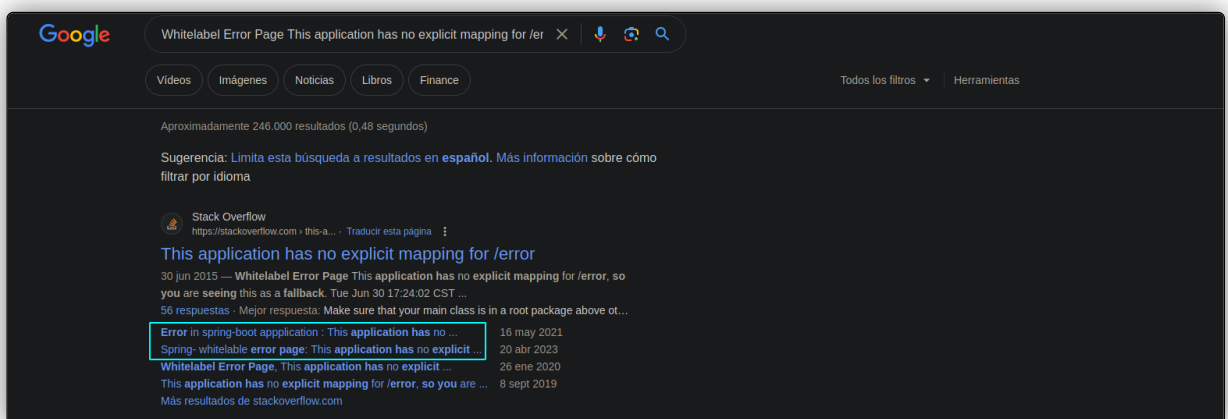 Google
Whitelabel Error Page This application has no explicit mapping for /er
Vídeos
Imágenes
Noticias
Libros
Finance
Todos los filtros
Herramientas
Aproximadamente 246.000 resultados (0,48 segundos)
Sugerencia: Limita esta búsqueda a resultados en español. Más información sobre cómo
filtrar por idioma
Stack Overflow
https://stackoverflow.com › this-a... · Traducir esta página
This application has no explicit mapping for /error
30 jun 2015 — Whitelabel Error Page This application has no explicit mapping for /error, so
you are seeing this as a fallback. Tue Jun 30 17:24:02 CST ...
56 respuestas · Mejor respuesta: Make sure that your main class is in a root package above ot…
Error in spring-boot appplication : This application has no ... 16 may 2021
Spring- whitelable error page: This application has no explicit ... 20 abr 2023
Whitelabel Error Page, This application has no explicit ... 26 ene 2020
This application has no explicit mapping for /error, so you are ... 8 sept 2019
Más resultados de stackoverflow.com